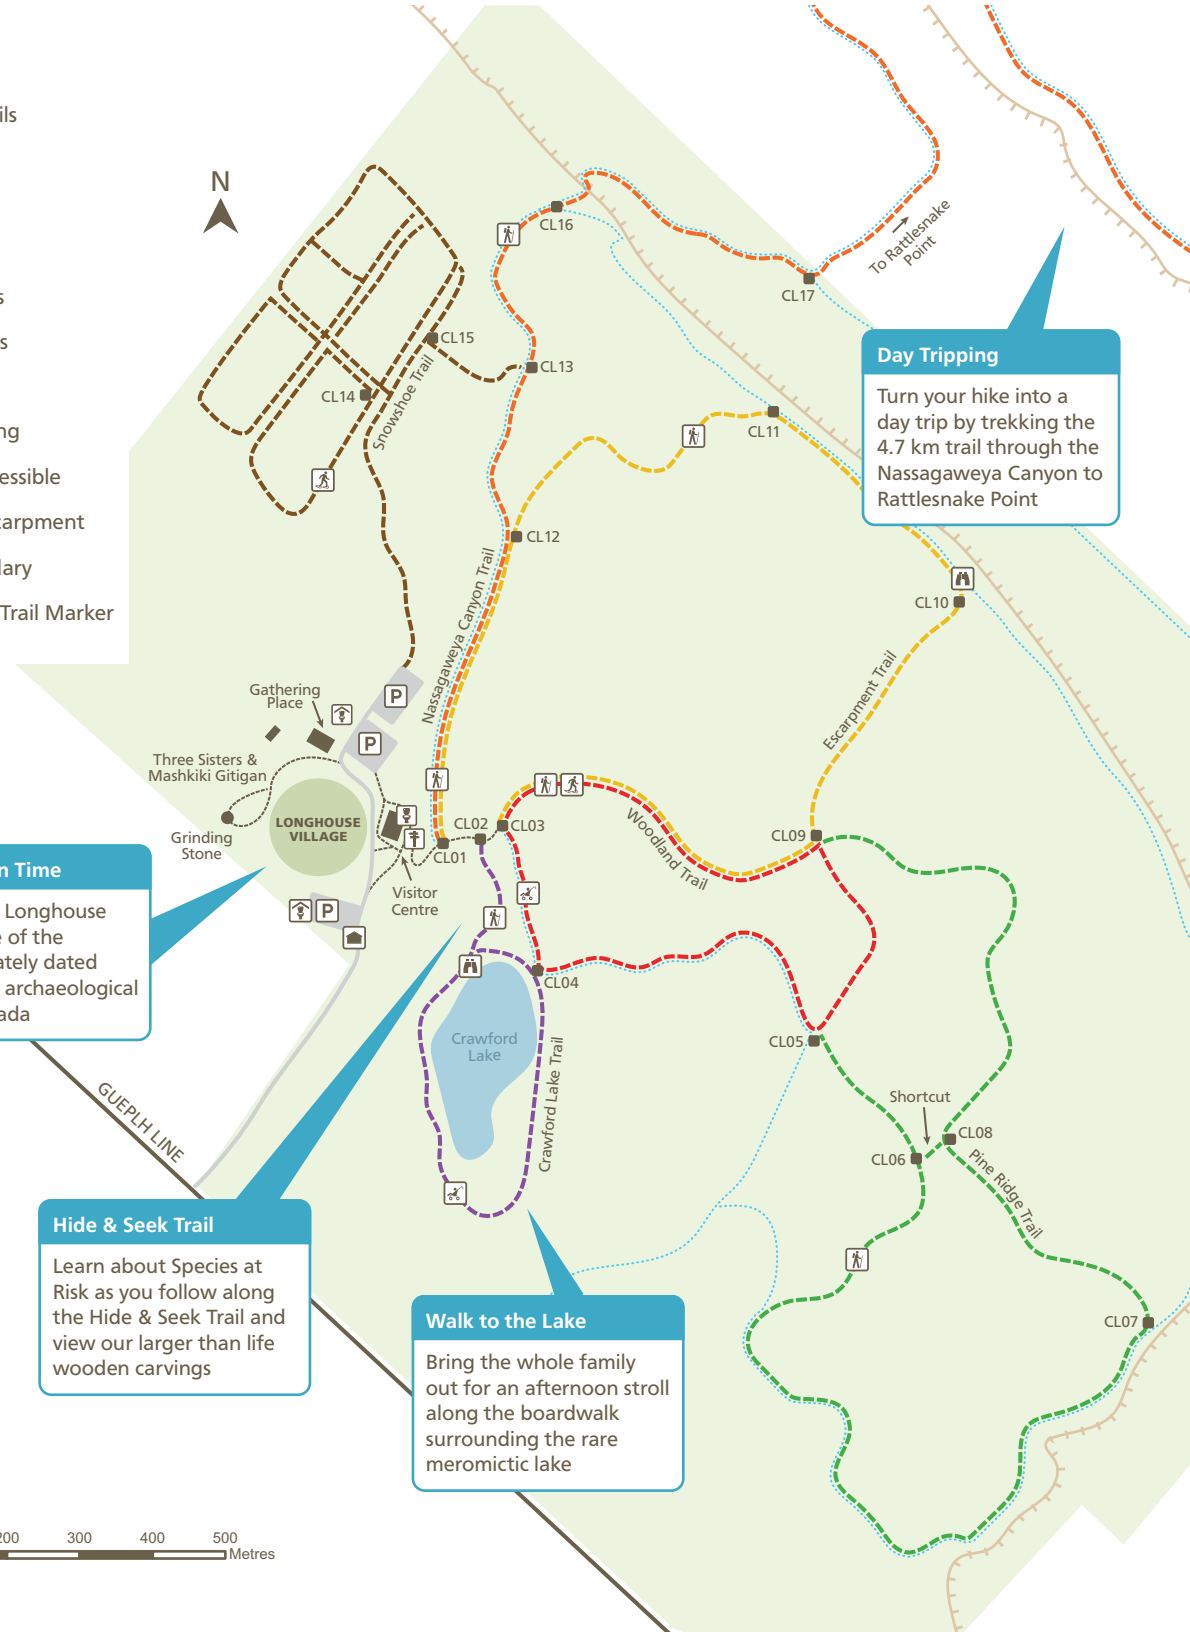 ils
s
s
ng
essible
carpment
dary
Trail Marker
N
CL16
To Rattlesnake
Point
CL17
CL15
CL13
CL14
Snowshoe Trail
CL11
CL12
Day Tripping
Turn your hike into a
day trip by trekking the
4.7 km trail through the
Nassagaweya Canyon to
Rattlesnake Point
CL10
Nassagaweya Canyon Trail
Escarpment Trail
Gathering
Place
P
P
Three Sisters &
Mashkiki Gitigan
LONGHOUSE
VILLAGE
Grinding
Stone
CL02
CL03
CL01
Visitor
Centre
Woodland Trail
CL09
P
n Time
Longhouse
e of the
ately dated
archaeological
ada
CL04
Crawford
Lake
Crawford Lake Trail
CL05
Shortcut
CL08
CL06
Pine Ridge Trail
GUEPLH LINE
CL07
Hide & Seek Trail
Learn about Species at
Risk as you follow along
the Hide & Seek Trail and
view our larger than life
wooden carvings
Walk to the Lake
Bring the whole family
out for an afternoon stroll
along the boardwalk
surrounding the rare
meromictic lake
200 300 400 500
Metres